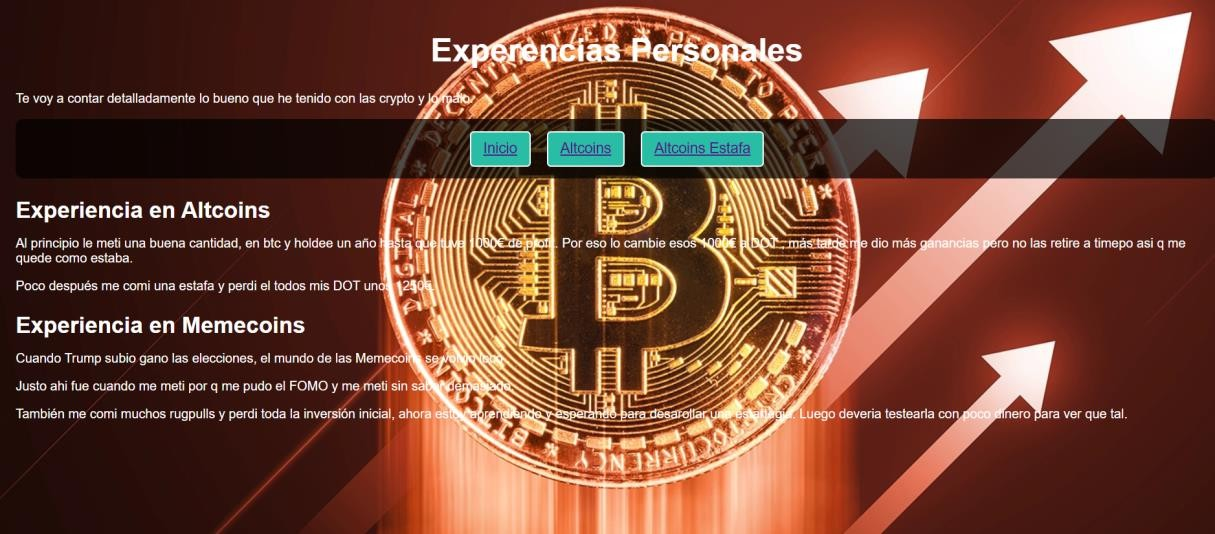 Experencias Personales
Te voy a contar detalladamente lo bueno que he tenido con las crypto y lo malo.
Inicio
Altcoins
Altcoins Estafa
Experiencia en Altcoins
Al principio le meti una buena cantidad, en btc y holdee un año hasta que tuve 1000€ de profit. Por eso lo cambie esos 1000€ a DOT , más tarde me dio más ganancias pero no las retire a timepo asi q me
quede como estaba.
Poco después me comi una estafa y perdi el todos mis DOT unos 1250€.
Experiencia en Memecoins
Cuando Trump subio gano las elecciones, el mundo de las Memecoins se volvio loco
Justo ahi fue cuando me meti por q me pudo el FOMO y me meti sin saber demasiado.
También me comi muchos rugpulls y perdi toda la inversión inicial, ahora estoy aprendiendo y esperando para desarollar una Luego deveria testearla con poco dinero para ver que tal.
DECENTRALIZED * PEER TO PEER * CRYPTOCURRENCY * BITCOIN * DIGITAL *